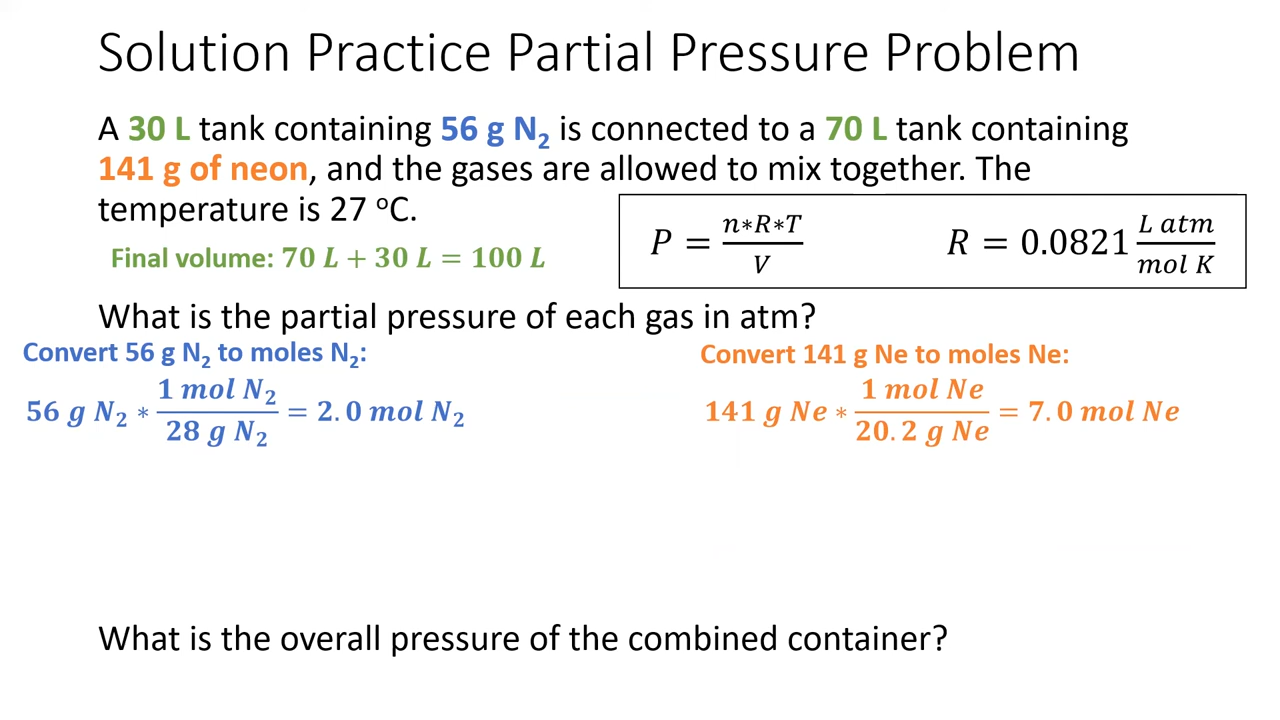 Solution Practice Partial Pressure Problem
A 30 L tank containing 56 g N₂ is connected to a 70 L tank containing
141 g of neon, and the gases are allowed to mix together. The
temperature is 27 ᵒC.
P = n∗R∗T / V
R = 0.0821 L atm / mol K
Final volume: 70 L + 30 L = 100 L
What is the partial pressure of each gas in atm?
Convert 56 g N₂ to moles N₂:
56 g N₂ ∗ 1 mol N₂ / 28 g N₂ = 2.0 mol N₂
Convert 141 g Ne to moles Ne:
141 g Ne ∗ 1 mol Ne / 20.2 g Ne = 7.0 mol Ne
What is the overall pressure of the combined container?